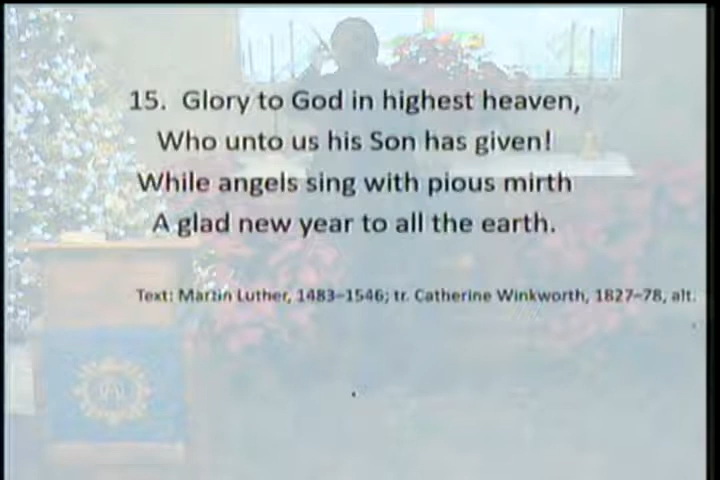 15. Glory to God in highest heaven,
Who unto us his Son has given!
While angels sing with pious mirth
A glad new year to all the earth.
Text: Martin Luther, 1483–1546; tr. Catherine Winkworth, 1827–78, alt.